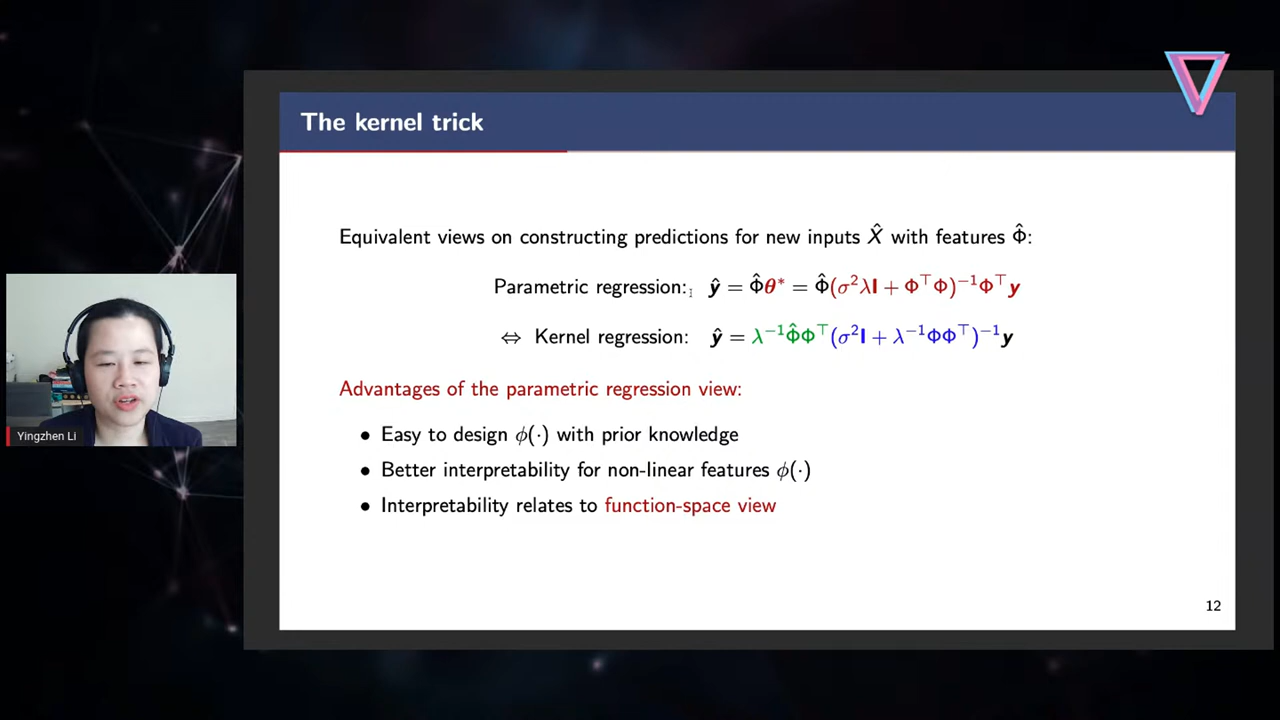 The kernel trick
Equivalent views on constructing predictions for new inputs X̂ with features Φ̂:
Parametric regression: ŷ = Φ̂θ* = Φ̂(σ²λI + Φ⊤Φ)⁻¹Φ⊤y
⇔ Kernel regression: ŷ = λ⁻¹Φ̂Φ⊤(σ²I + λ⁻¹ΦΦ⊤)⁻¹y
Advantages of the parametric regression view:
• Easy to design ϕ(·) with prior knowledge
• Better interpretability for non-linear features ϕ(·)
• Interpretability relates to function-space view
12
Yingzhen Li